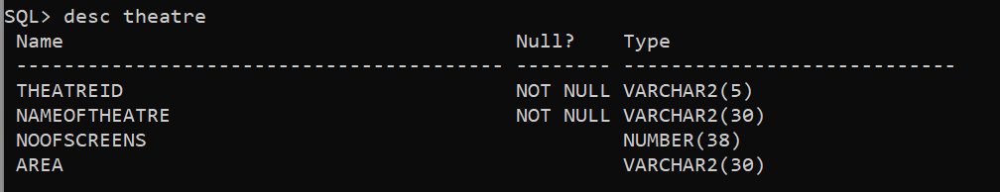 SQL> desc theatre
Name Null? Type
----------------------------------------- -------- ----------------------------
THEATREID NOT NULL VARCHAR2(5)
NAMEOFTHEATRE NOT NULL VARCHAR2(30)
NOOFSCREENS NUMBER(38)
AREA VARCHAR2(30)